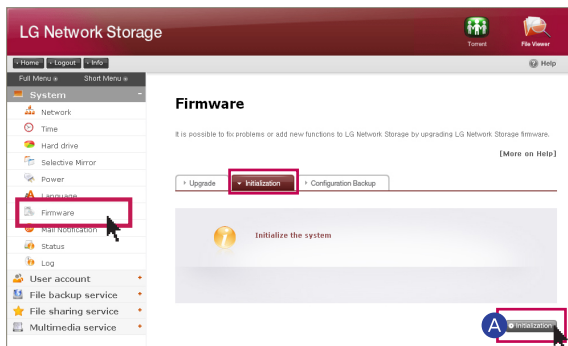 LG Network Storage
Torrent
File Viewer
Home
Logout
Info
Help
Full Menu
Short Menu
System
Network
Time
Hard drive
Selective Mirror
Power
Language
Firmware
Mail Notification
Status
Log
User account
File backup service
File sharing service
Multimedia service
Firmware
It is possible to fix problems or add new functions to LG Network Storage by upgrading LG Network Storage firmware.
[More on Help]
Upgrade
Initialization
Configuration Backup
Initialize the system
A
Initialization